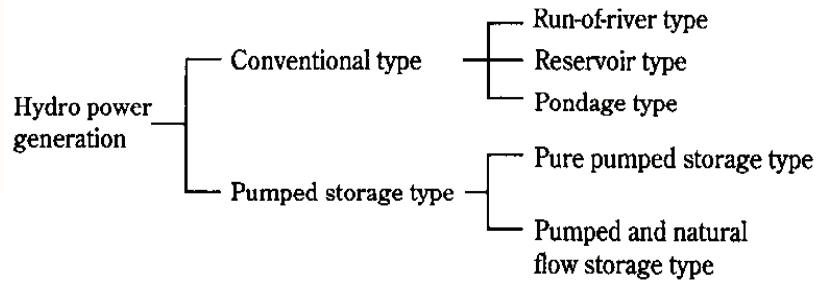 Hydro power
generation
Conventional type
Run-of-river type
Reservoir type
Pondage type
Pumped storage type
Pure pumped storage type
Pumped and natural
flow storage type